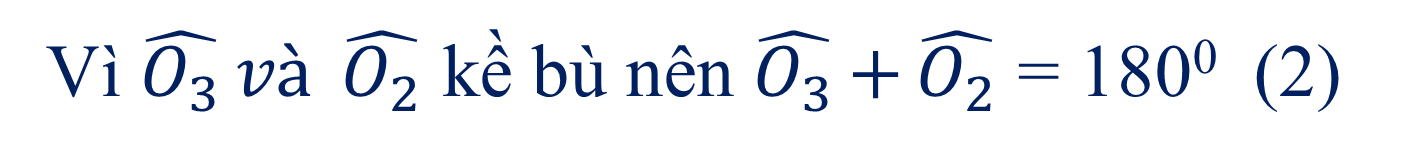 Vì $\widehat{O_3}$ và $\widehat{O_2}$ kề bù nên $\widehat{O_3} + \widehat{O_2} = 180^0$ (2)